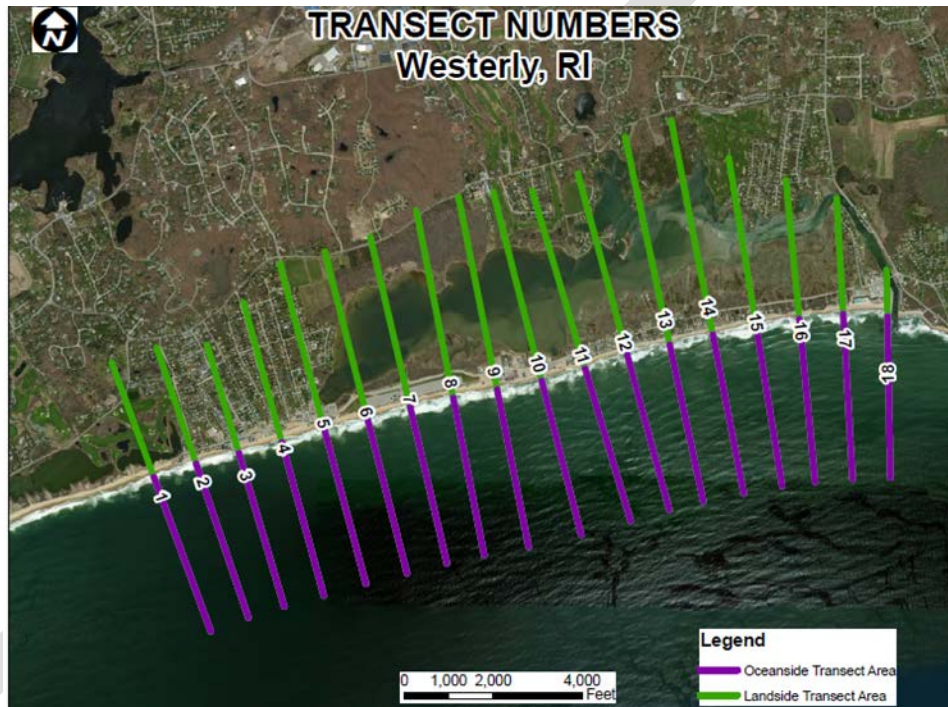 N
TRANSECT NUMBERS
Westerly, RI
1
2
3
4
5
6
7
8
9
10
11
12
13
14
15
16
17
18
Legend
Oceanside Transect Area
Landside Transect Area
0 1,000 2,000 4,000
Feet